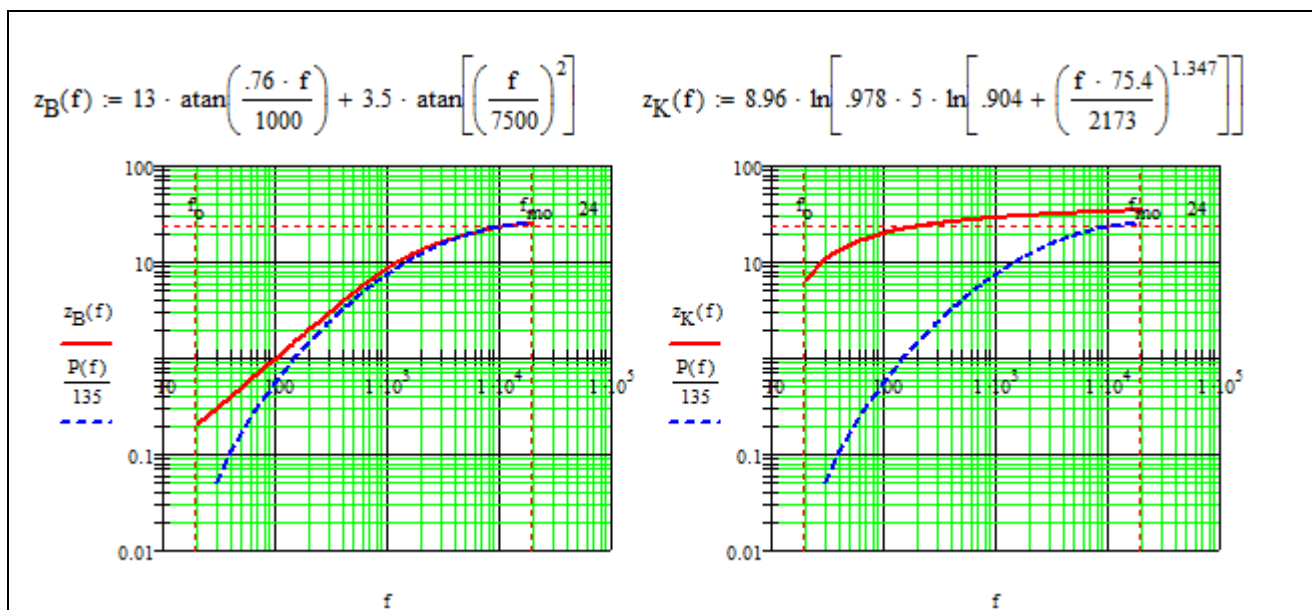 z_B(f) := 13 · atan(.76 · f / 1000) + 3.5 · atan[(f / 7500)^2]
z_K(f) := 8.96 · ln[.978 · 5 · ln[.904 + (f · 75.4 / 2173)^1.347]]
100
10
0.1
0.01
f_o
f_mo 24
10 100 1·10^3 1·10^4 1·10^5
z_B(f)
P(f)
135
f
100
10
0.1
0.01
f_o
f_mo 24
10 100 1·10^3 1·10^4 1·10^5
z_K(f)
P(f)
135
f